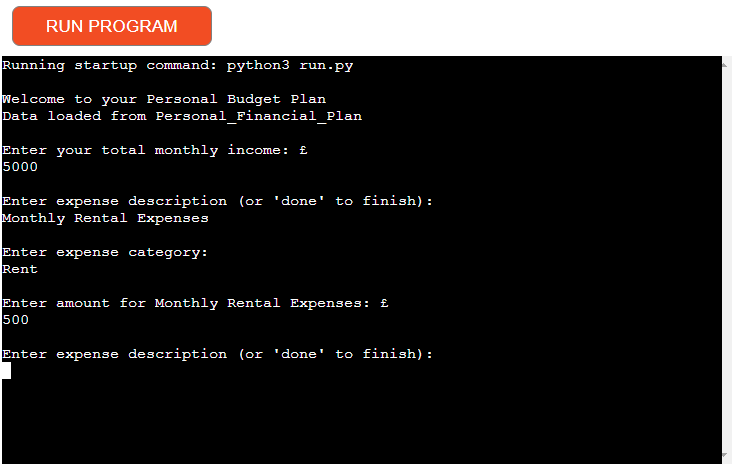 RUN PROGRAM
Running startup command: python3 run.py
Welcome to your Personal Budget Plan
Data loaded from Personal_Financial_Plan
Enter your total monthly income: £
5000
Enter expense description (or 'done' to finish):
Monthly Rental Expenses
Enter expense category:
Rent
Enter amount for Monthly Rental Expenses: £
500
Enter expense description (or 'done' to finish):